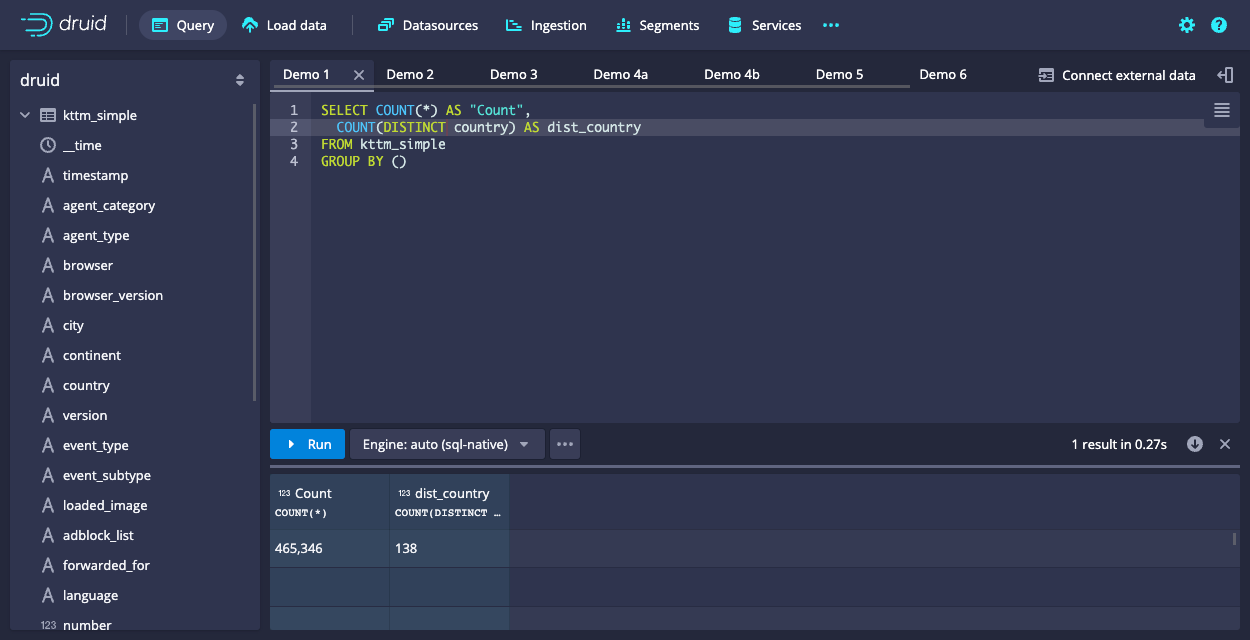 druid
Query
Load data
Datasources
Ingestion
Segments
Services
druid
kttm_simple
__time
timestamp
agent_category
agent_type
browser
browser_version
city
continent
country
version
event_type
event_subtype
loaded_image
adblock_list
forwarded_for
language
123 number
Demo 1
Demo 2
Demo 3
Demo 4a
Demo 4b
Demo 5
Demo 6
Connect external data
1 SELECT COUNT(*) AS "Count",
2 COUNT(DISTINCT country) AS dist_country
3 FROM kttm_simple
4 GROUP BY ()
Run
Engine: auto (sql-native)
1 result in 0.27s
123 Count
COUNT(*)
123 dist_country
COUNT(DISTINCT …
465,346
138